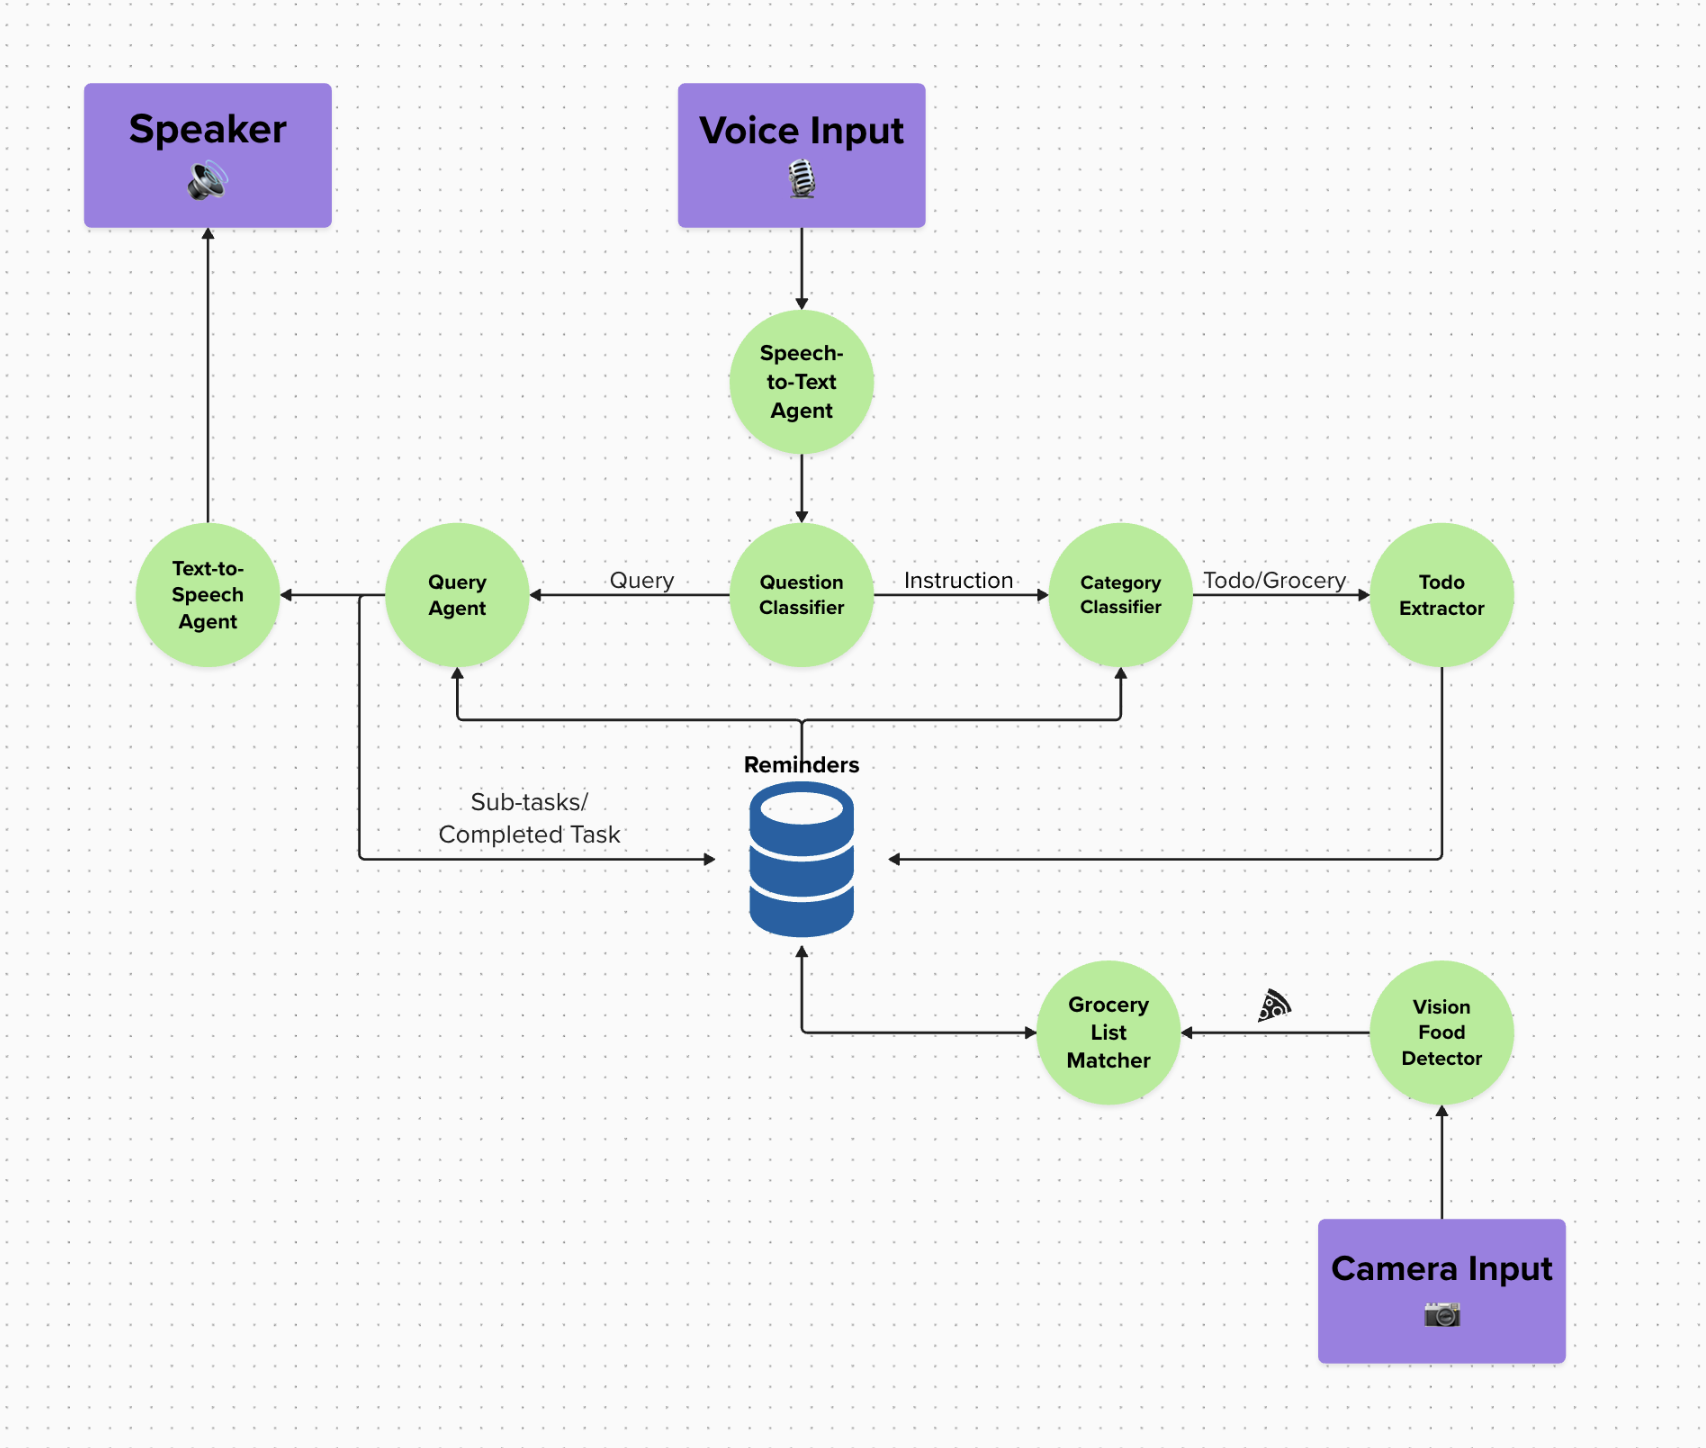 Speaker
Voice Input
Speech-
to-Text
Agent
Text-to-
Speech
Agent
Query
Agent
Query
Question
Classifier
Instruction
Category
Classifier
Todo/Grocery
Todo
Extractor
Reminders
Sub-tasks/
Completed Task
Grocery
List
Matcher
Vision
Food
Detector
Camera Input